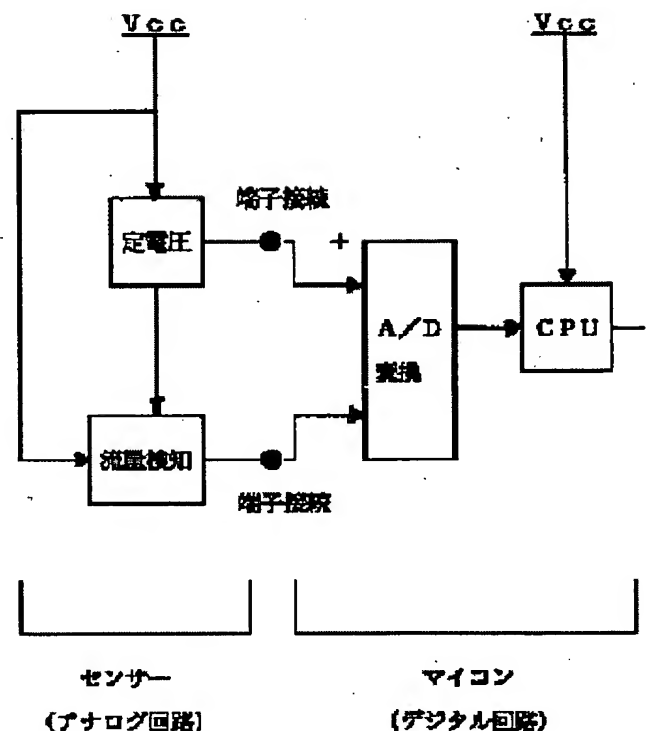 Vcc
Vcc
端子接続
+
定電圧
A/D
変換
CPU
流量検知
端子接続
センサー
マイコン
(アナログ回路)
(デジタル回路)